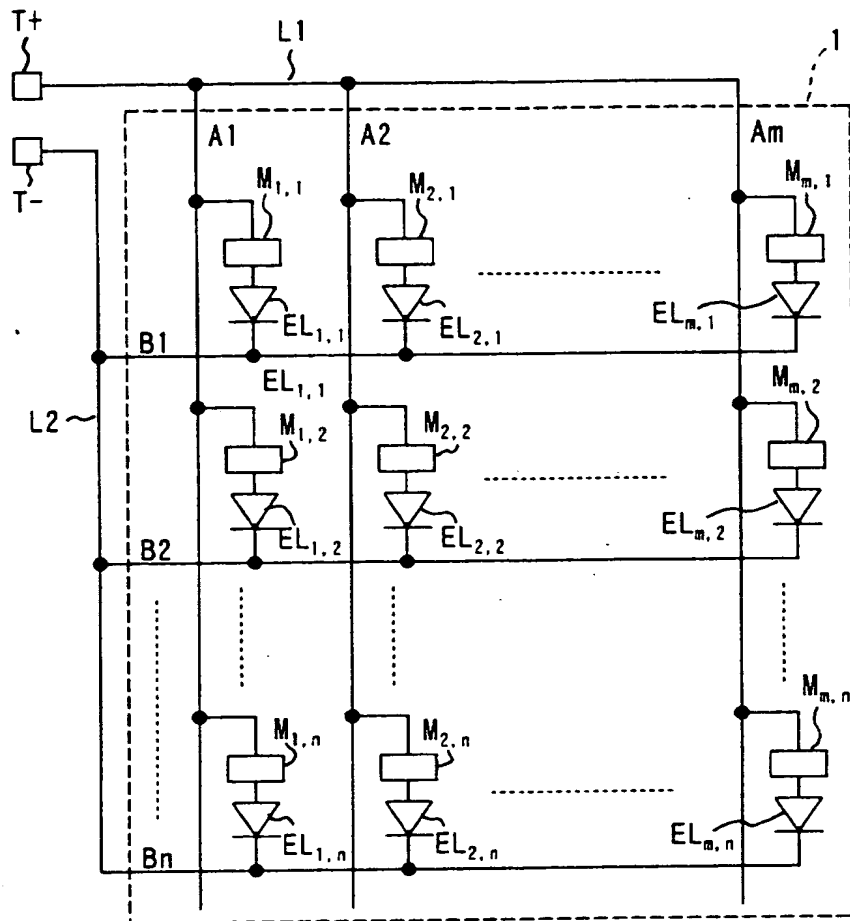 T+
L1
1
T-
A1
A2
Am
M1,1
M2,1
Mm,1
EL1,1
EL2,1
ELm,1
B1
EL1,1
L2
M1,2
M2,2
Mm,2
EL1,2
EL2,2
ELm,2
B2
M1,n
M2,n
Mm,n
EL1,n
EL2,n
ELm,n
Bn